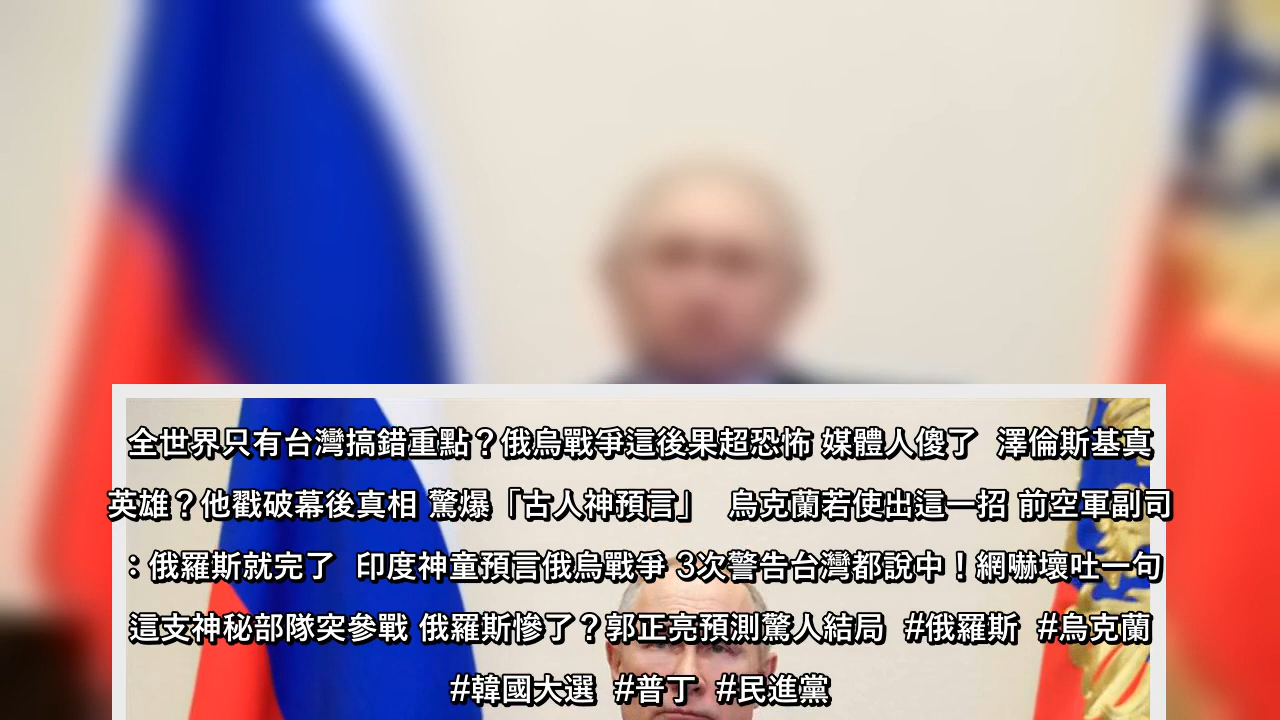 全世界只有台灣搞錯重點？俄烏戰爭這後果超恐怖 媒體人傻了 澤倫斯基真
英雄？他戳破幕後真相 驚爆「古人神預言」 烏克蘭若使出這一招 前空軍副司
：俄羅斯就完了 印度神童預言俄烏戰爭 3次警告台灣都說中！網嚇壞吐一句
這支神秘部隊突參戰 俄羅斯慘了？郭正亮預測驚人結局 #俄羅斯 #烏克蘭
#韓國大選 #普丁 #民進黨